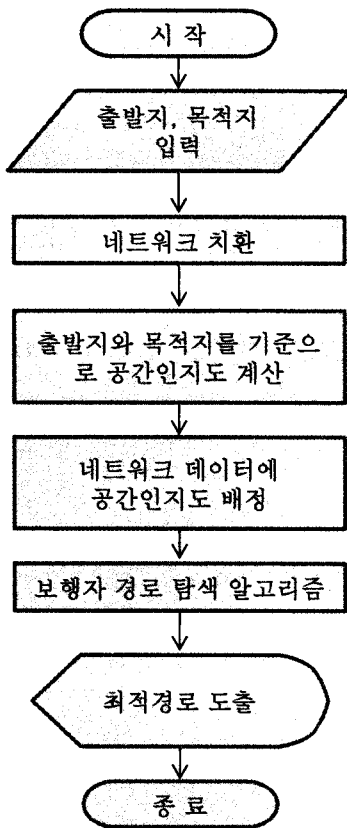 시 작
출발지, 목적지
입력
네트워크 치환
출발지와 목적지를 기준으
로 공간인지도 계산
네트워크 데이터에
공간인지도 배정
보행자 경로 탐색 알고리즘
최적경로 도출
종 료